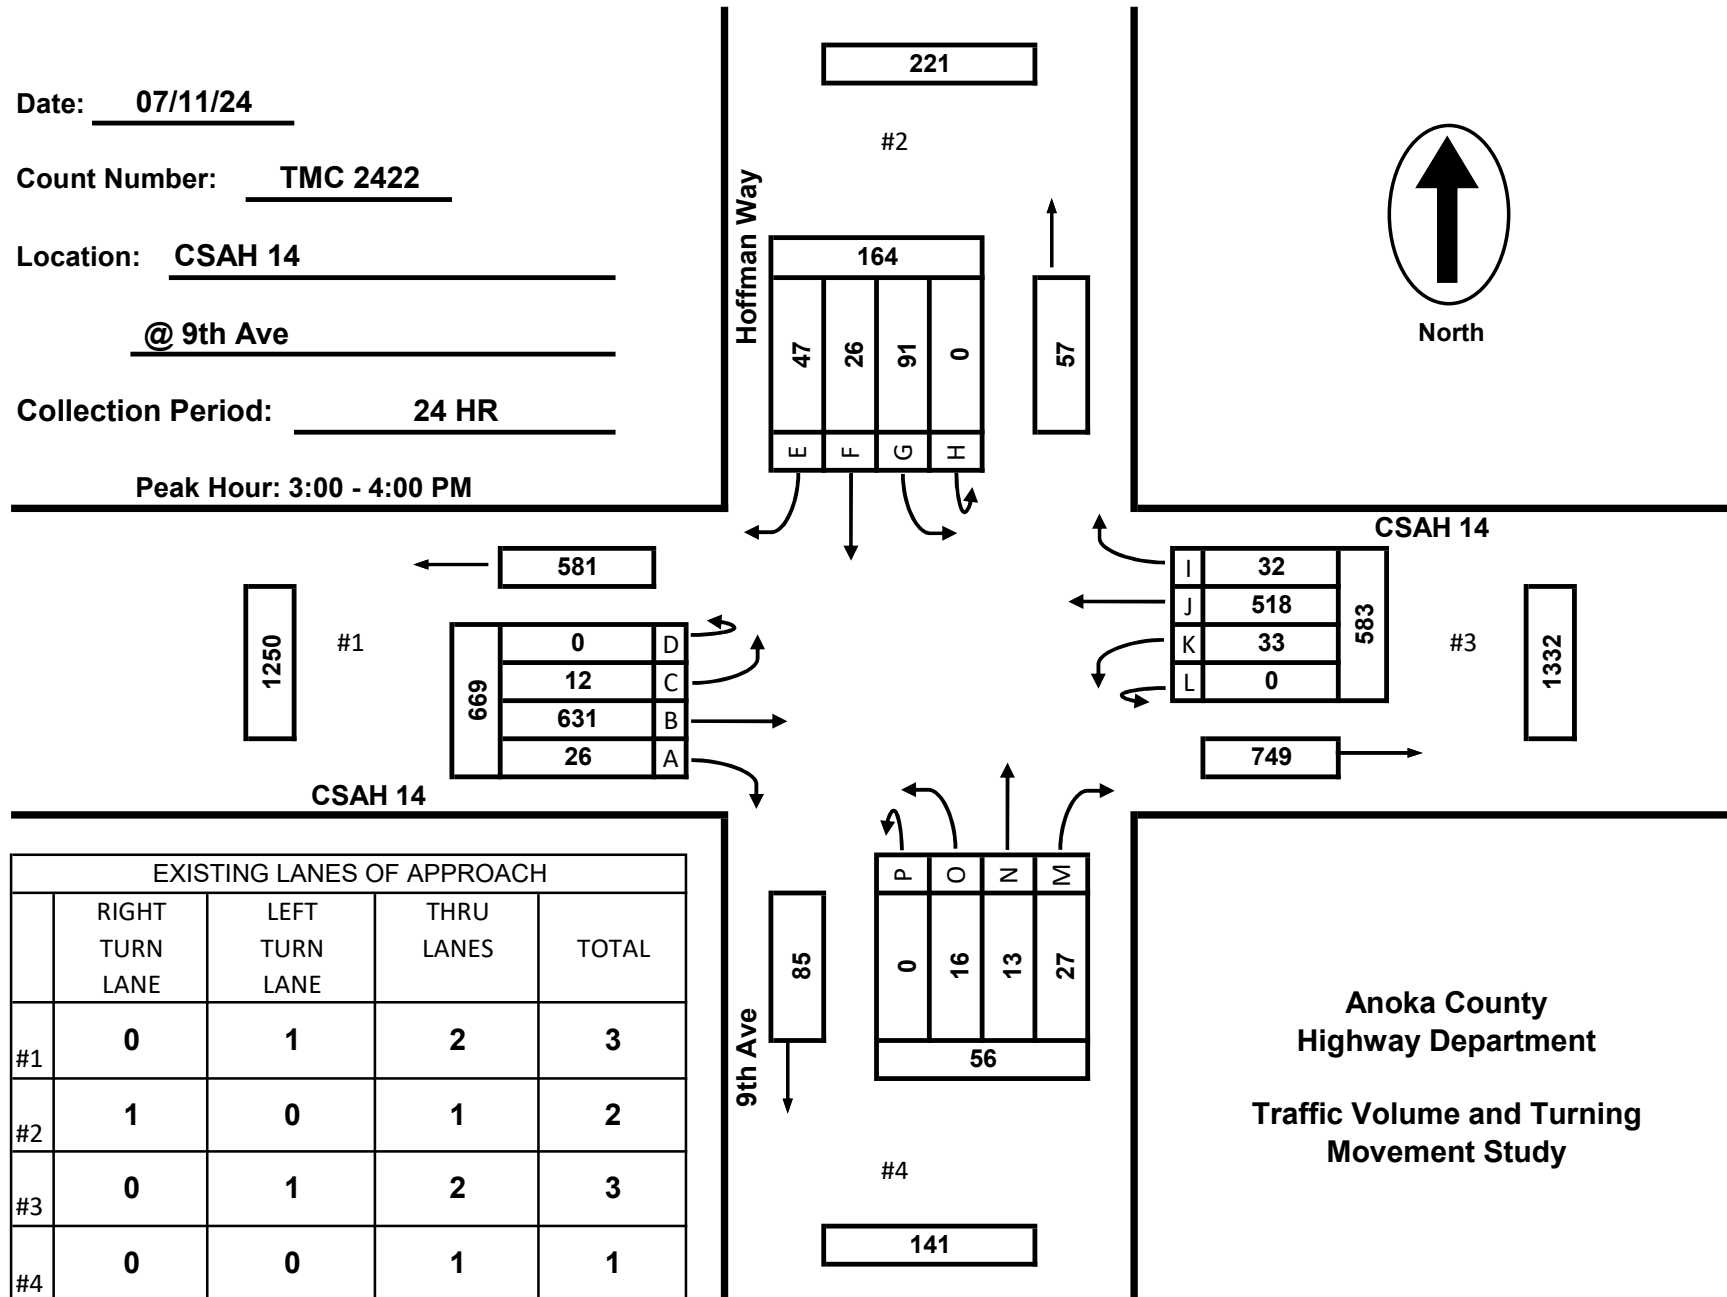 Date: 07/11/24
Count Number: TMC 2422
Location: CSAH 14
@ 9th Ave
Collection Period: 24 HR
Peak Hour: 3:00 - 4:00 PM
221
#2
Hoffman Way
164
47 26 91 0
E F G H
57
North
CSAH 14
581
1250
#1
669
0 D
12 C
631 B
26 A
CSAH 14
I 32
J 518
K 33
L 0
583
#3
1332
749
EXISTING LANES OF APPROACH
RIGHT TURN LANE
LEFT TURN LANE
THRU LANES
TOTAL
#1 0 1 2 3
#2 1 0 1 2
#3 0 1 2 3
#4 0 0 1 1
9th Ave
85
P O N M
0 16 13 27
56
#4
141
Anoka County
Highway Department
Traffic Volume and Turning
Movement Study